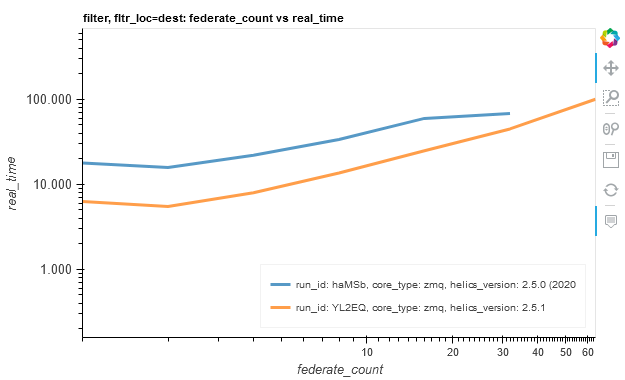 filter, fltr_loc=dest: federate_count vs real_time
100.000
10.000
1.000
real_time
run_id: haMSb, core_type: zmq, helics_version: 2.5.0 (2020
run_id: YL2EQ, core_type: zmq, helics_version: 2.5.1
10 20 30 40 50 60
federate_count